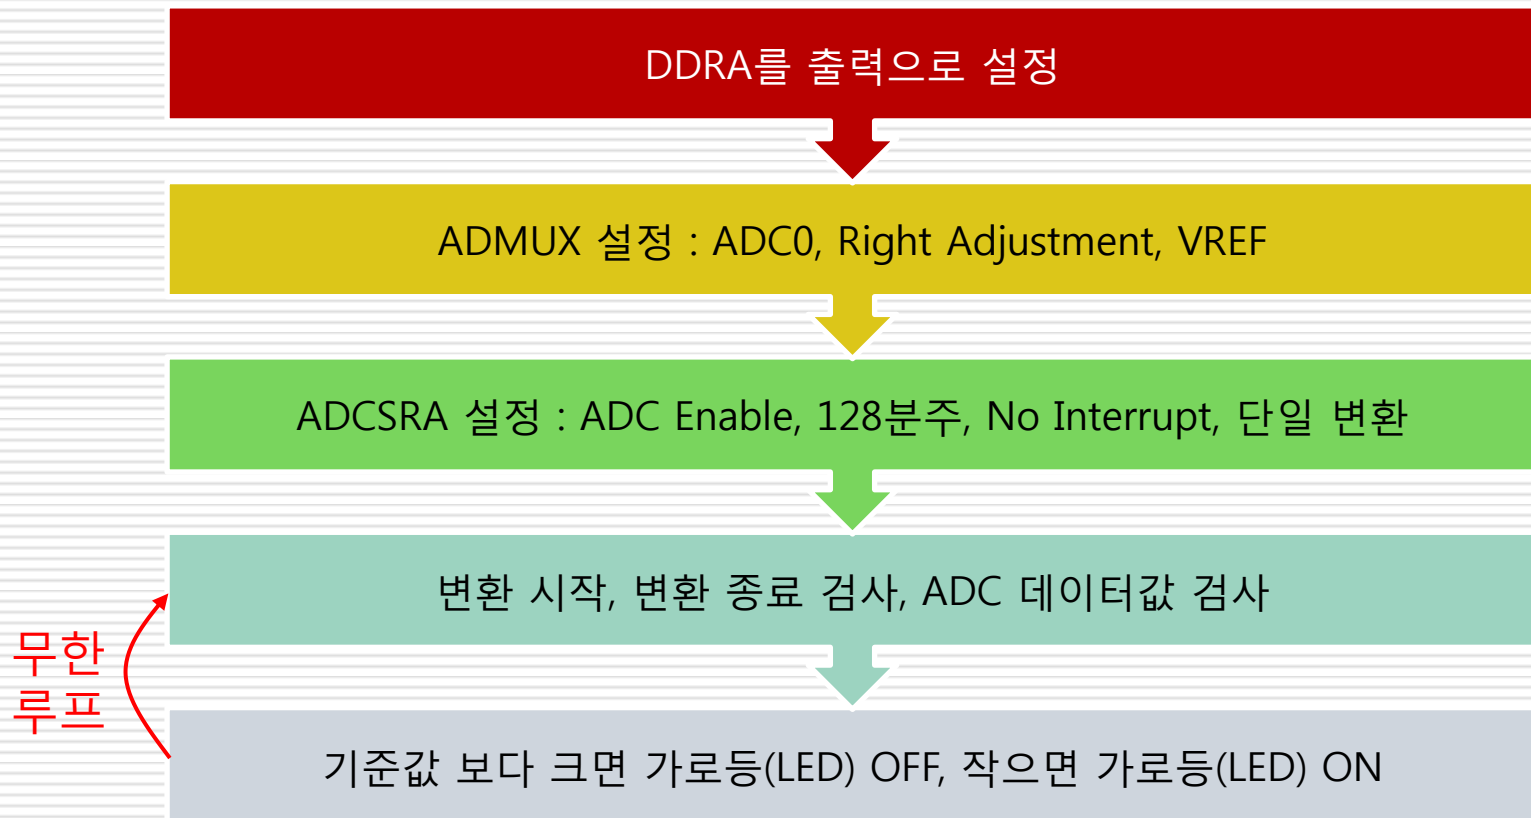 DDRA를 출력으로 설정
ADMUX 설정 : ADC0, Right Adjustment, VREF
ADCSRA 설정 : ADC Enable, 128분주, No Interrupt, 단일 변환
변환 시작, 변환 종료 검사, ADC 데이터값 검사
무한
루프
기준값 보다 크면 가로등(LED) OFF, 작으면 가로등(LED) ON